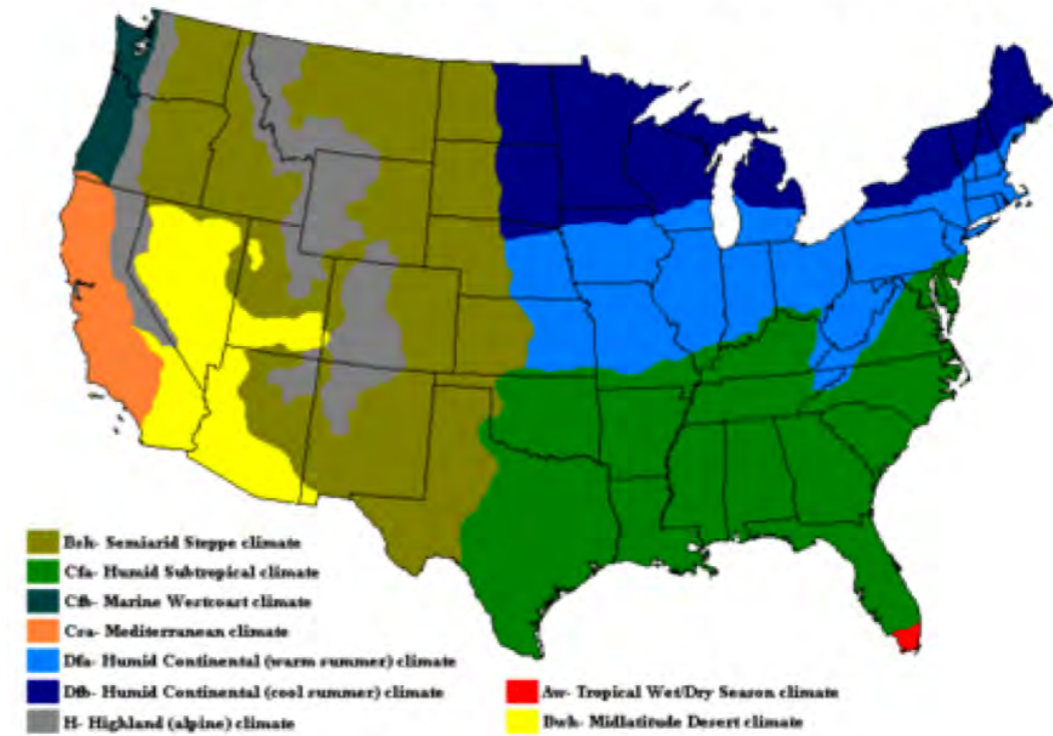 Bsk- Semiarid Steppe climate
Cfa- Humid Subtropical climate
Cfb- Marine Westcoast climate
Csa- Mediterranean climate
Dfa- Humid Continental (warm summer) climate
Dfb- Humid Continental (cool summer) climate
H- Highland (alpine) climate
Aw- Tropical Wet/Dry Season climate
Bwh- Midlatitude Desert climate